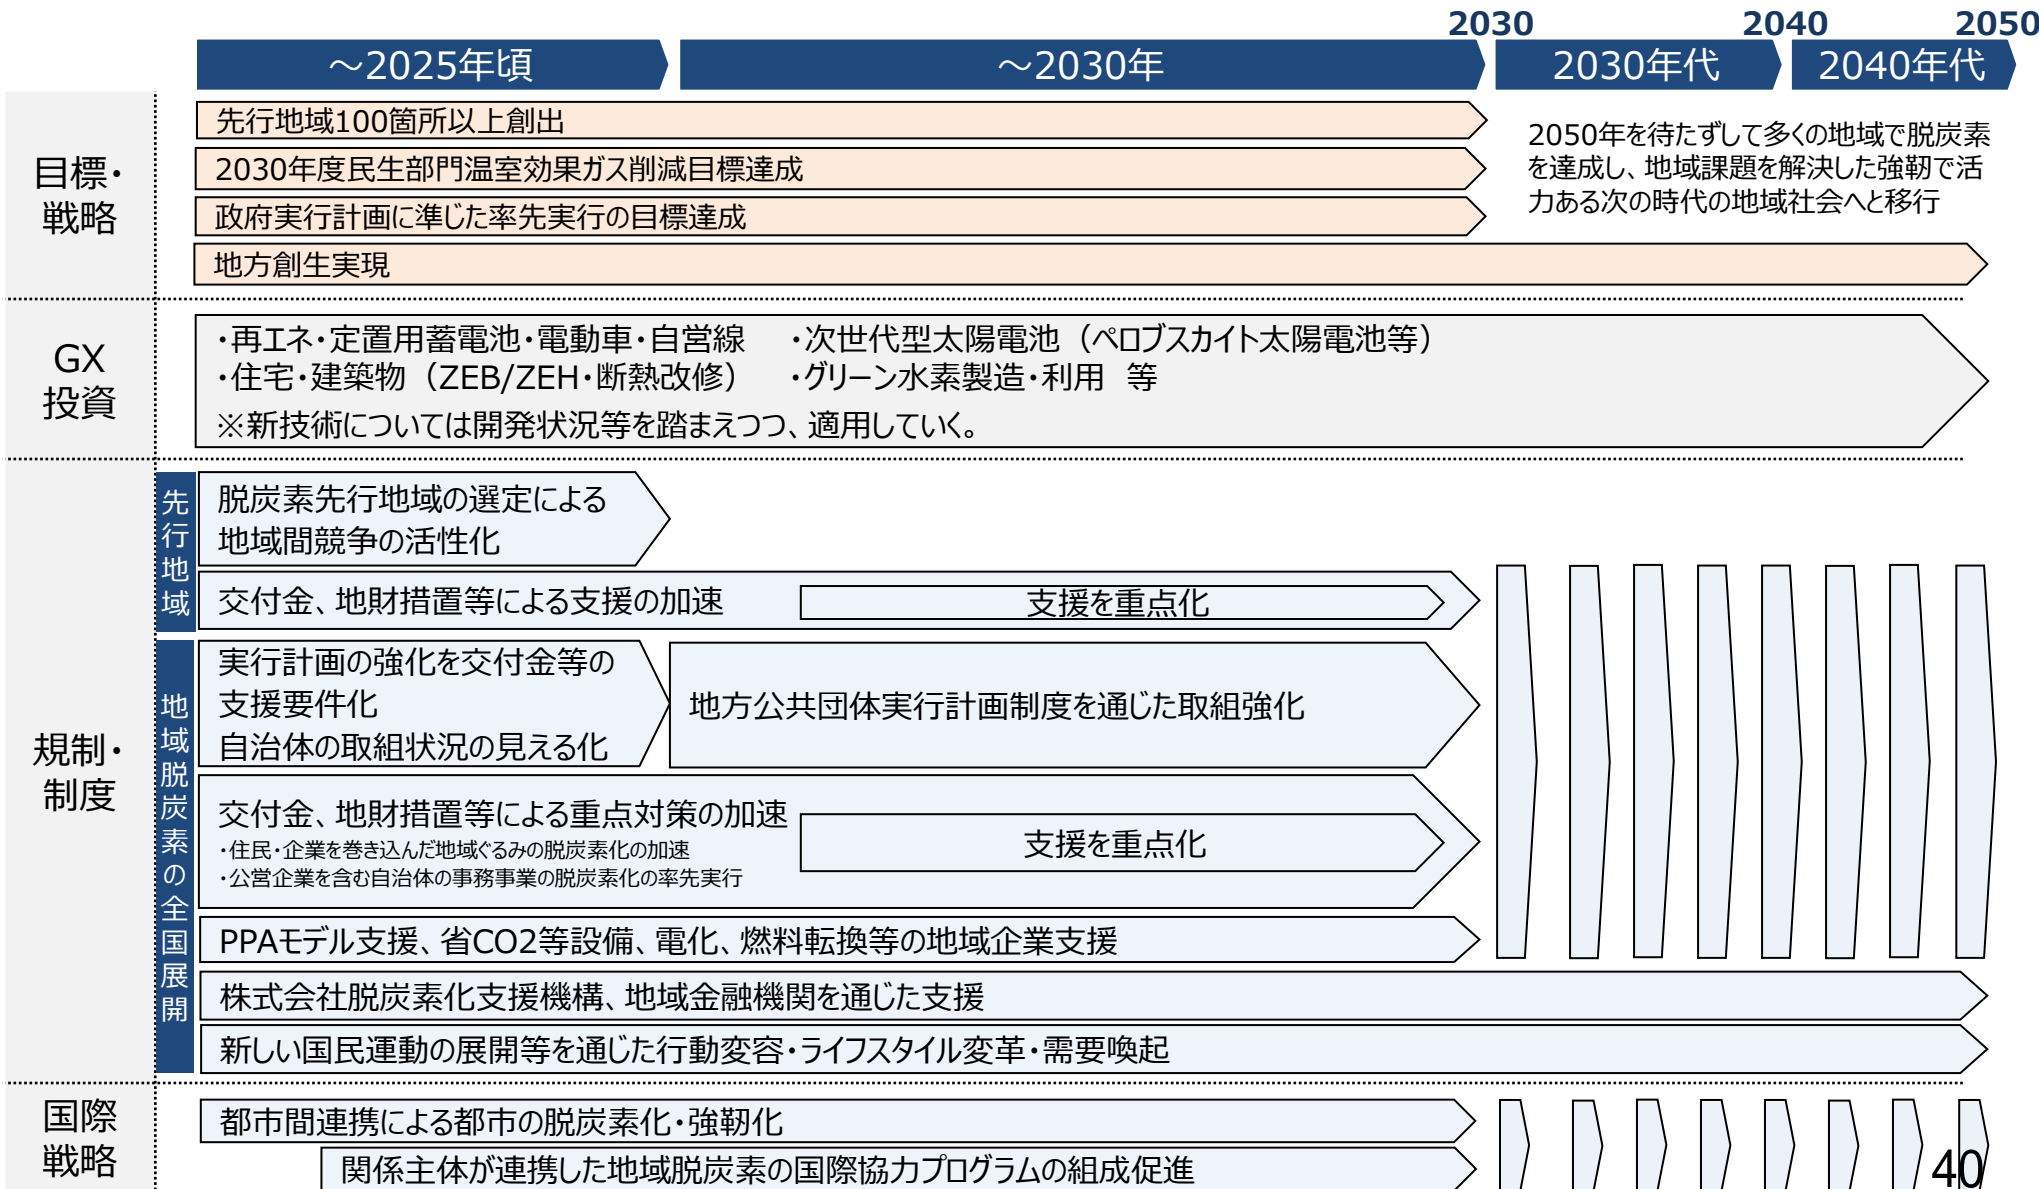 2030
2040
2050
～2025年頃
～2030年
2030年代
2040年代
目標・
戦略
先行地域100箇所以上創出
2030年度民生部門温室効果ガス削減目標達成
政府実行計画に準じた率先実行の目標達成
地方創生実現
2050年を待たずして多くの地域で脱炭素
を達成し、地域課題を解決した強靭で活
力ある次の時代の地域社会へと移行
GX
投資
・再エネ・定置用蓄電池・電動車・自営線　・次世代型太陽電池（ペロブスカイト太陽電池等）
・住宅・建築物（ZEB/ZEH・断熱改修）　・グリーン水素製造・利用　等
※新技術については開発状況等を踏まえつつ、適用していく。
規制・
制度
先行地域
脱炭素先行地域の選定による
地域間競争の活性化
交付金、地財措置等による支援の加速
支援を重点化
地域脱炭素の全国展開
実行計画の強化を交付金等の
支援要件化
自治体の取組状況の見える化
地方公共団体実行計画制度を通じた取組強化
交付金、地財措置等による重点対策の加速
・住民・企業を巻き込んだ地域ぐるみの脱炭素化の加速
・公営企業を含む自治体の事務事業の脱炭素化の率先実行
支援を重点化
PPAモデル支援、省CO2等設備、電化、燃料転換等の地域企業支援
株式会社脱炭素化支援機構、地域金融機関を通じた支援
新しい国民運動の展開等を通じた行動変容・ライフスタイル変革・需要喚起
国際
戦略
都市間連携による都市の脱炭素化・強靭化
関係主体が連携した地域脱炭素の国際協力プログラムの組成促進
40